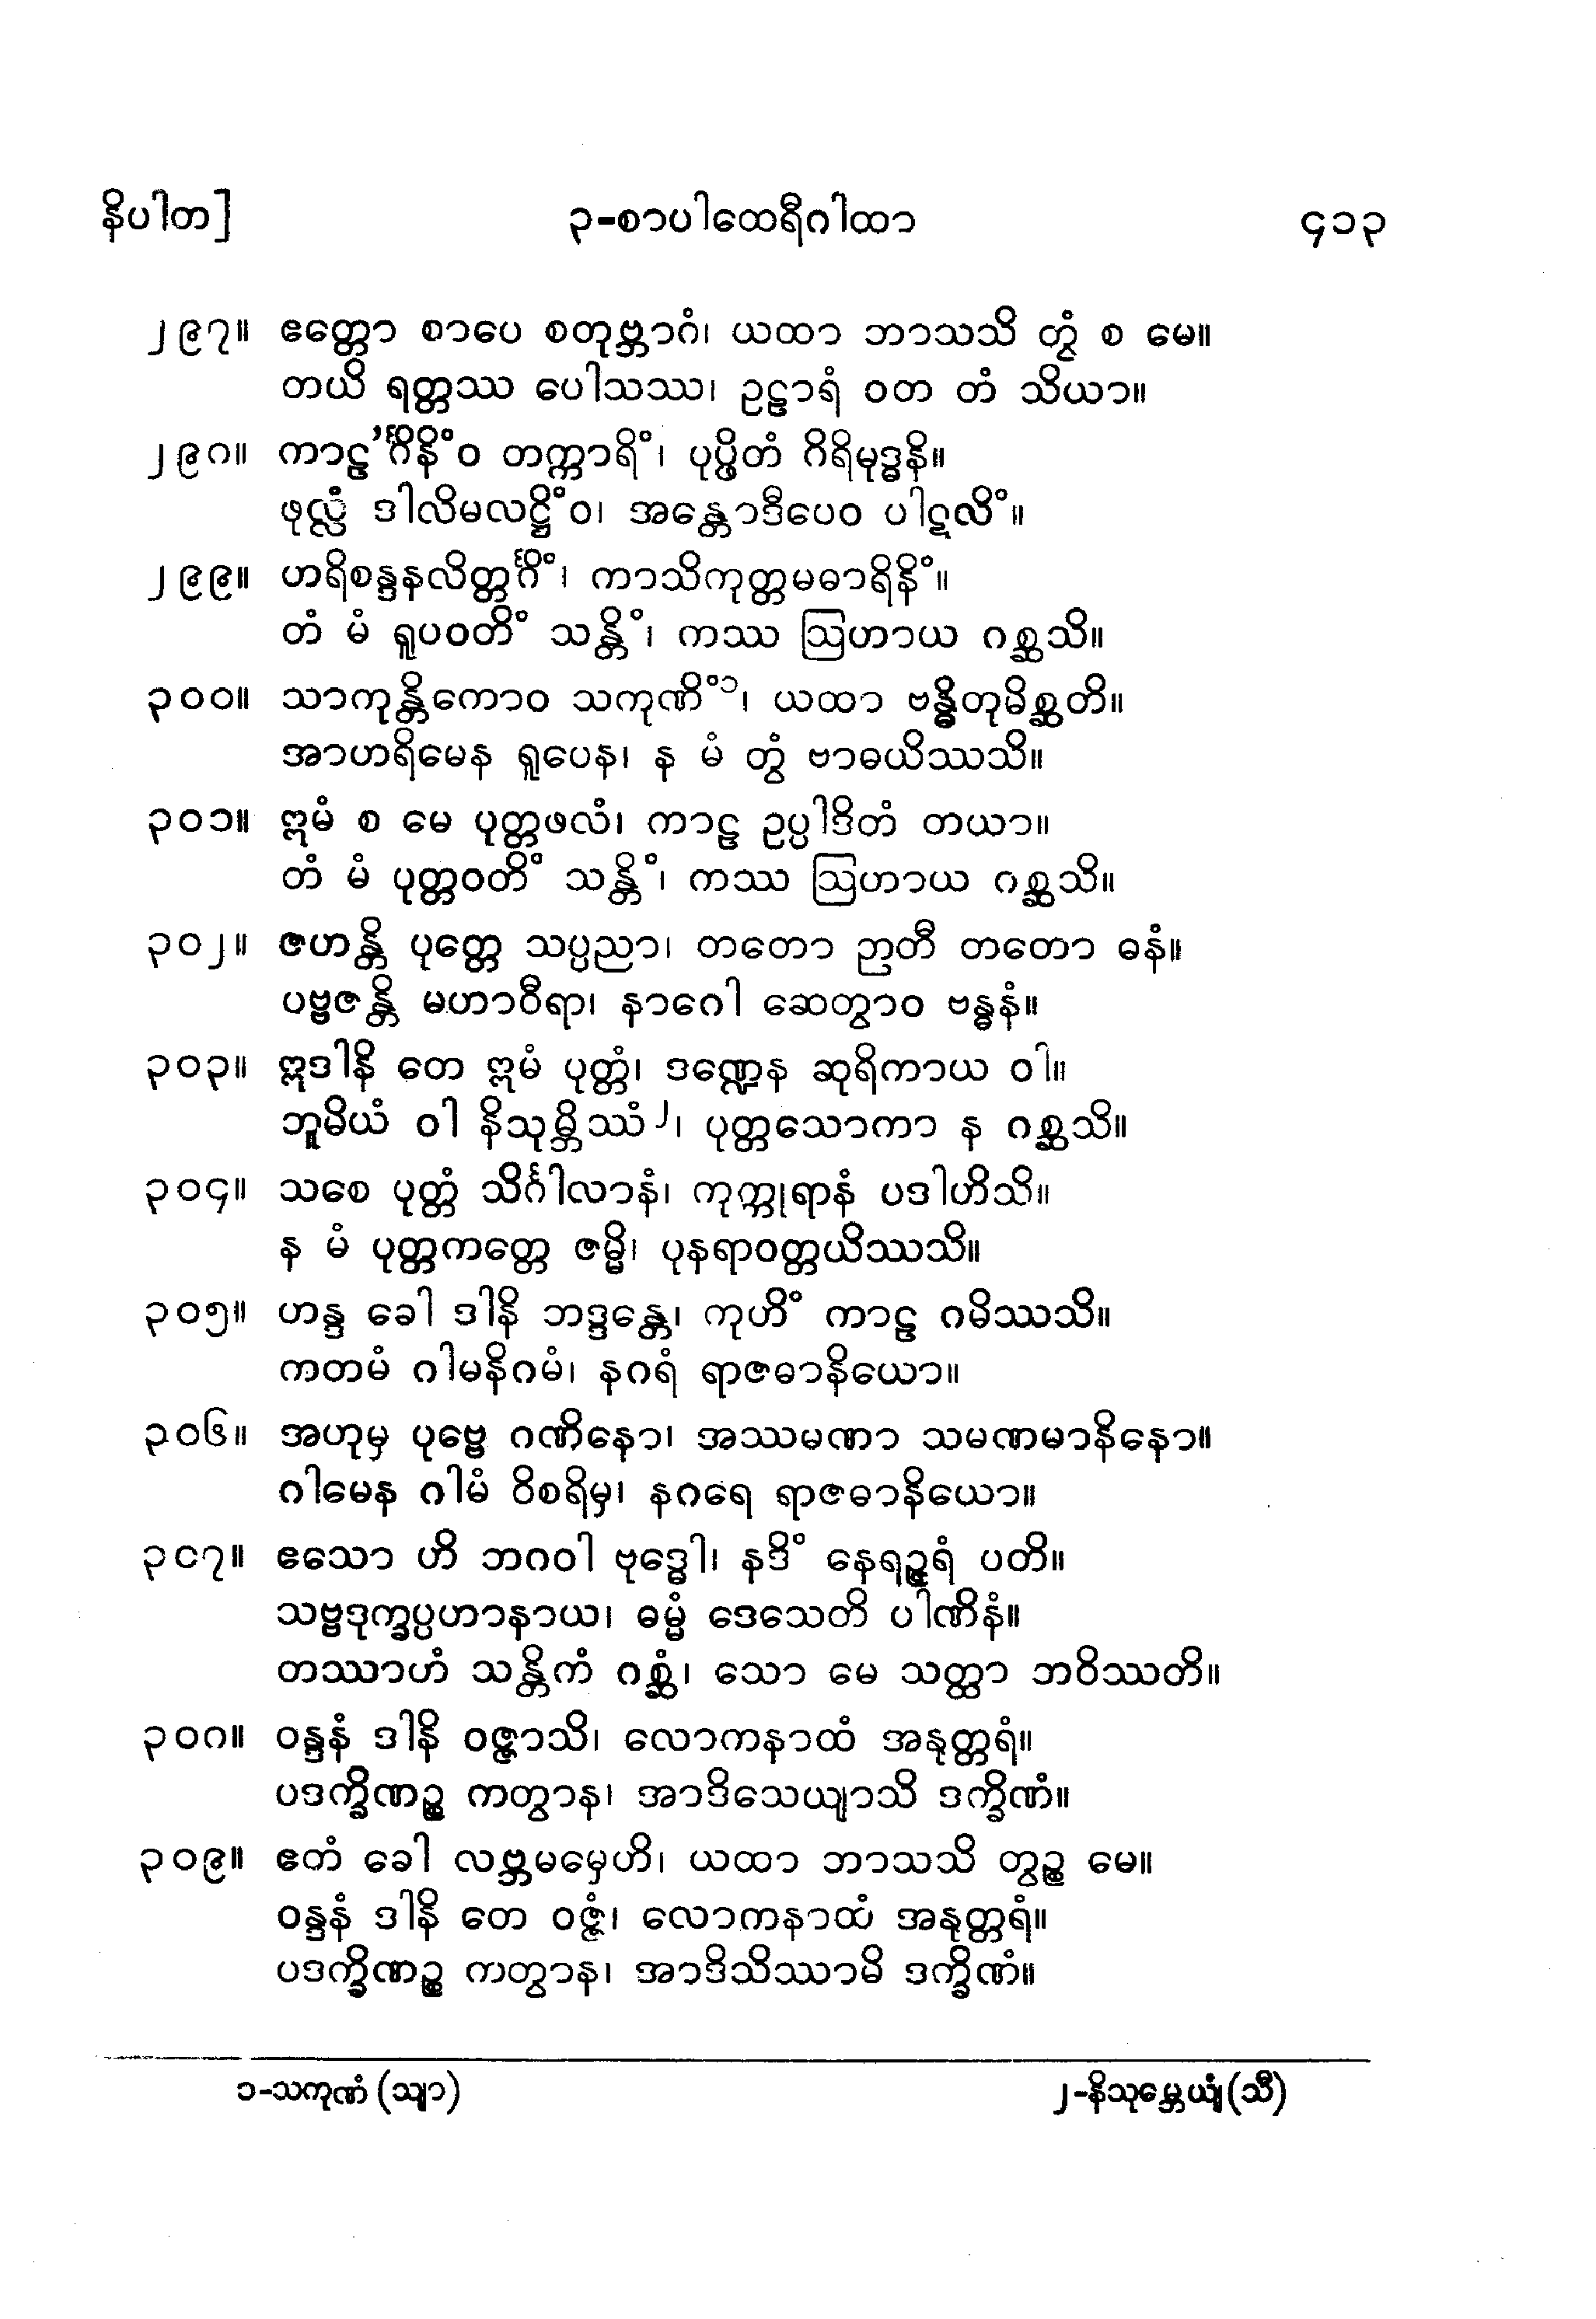 နိပါတ] ၃-စာပါထေရီဂါထာ ၄၁၃
၂၉၇။ ဧတ္တော စာပေ စတုဗ္ဘာဂံ၊ ယထာ ဘာသသိ တွံ စ မေ။
တယိ ရတ္တဿ ပေါသဿ၊ ဥဠာရံ ဝတ တံ သိယာ။
၂၉၈။ ကာဠ’င်္ဂိနိံဝ တက္ကာရိံ၊ ပုပ္ဖိတံ ဂိရိမုဒ္ဓနိ။
ဖုလ္လံ ဒါလိမလဋ္ဌိံဝ၊ အန္တောဒီပေဝ ပါဋလိံ။
၂၉၉။ ဟရိစန္ဒနလိတ္တင်္ဂိံ၊ ကာသိကုတ္တမဓာရိနိံ။
တံ မံ ရူပဝတိံ သန္တိံ၊ ကဿ ဩဟာယ ဂစ္ဆသိ။
၃၀၀။ သာကုန္တိကောဝ သကုဏိံ၁၊ ယထာ ဗန္ဓိတုမိစ္ဆတိ။
အာဟရိမေန ရူပေန၊ န မံ တွံ ဗာဓယိဿသိ။
၃၀၁။ ဣမံ စ မေ ပုတ္တဖလံ၊ ကာဠ ဥပ္ပါဒိတံ တယာ။
တံ မံ ပုတ္တဝတိံ သန္တိံ၊ ကဿ ဩဟာယ ဂစ္ဆသိ။
၃၀၂။ ဇဟန္တိ ပုတ္တေ သပ္ပညာ၊ တတော ဉာတီ တတော ဓနံ။
ပဗ္ဗဇန္တိ မဟာဝီရာ၊ နာဂေါ ဆေတွာဝ ဗန္ဓနံ။
၃၀၃။ ဣဒါနိ တေ ဣမံ ပုတ္တံ၊ ဒဏ္ဍေန ဆုရိကာယ ဝါ။
ဘူမိယံ ဝါ နိသုမ္ဘိဿံ၂၊ ပုတ္တသောကာ န ဂစ္ဆသိ။
၃၀၄။ သစေ ပုတ္တံ သိင်္ဂါလာနံ၊ ကုက္ကုရာနံ ပဒါဟိသိ။
န မံ ပုတ္တကတ္တေ ဇမ္မိ၊ ပုနရာဝတ္တယိဿသိ။
၃၀၅။ ဟန္ဒ ခေါ ဒါနိ ဘဒ္ဒန္တေ၊ ကုဟိံ ကာဠ ဂမိဿသိ။
ကတမံ ဂါမနိဂမံ၊ နဂရံ ရာဇဓာနိယော။
၃၀၆။ အဟုမှ ပုဗ္ဗေ ဂဏိနော၊ အဿမဏာ သမဏမာနိနော။
ဂါမေန ဂါမံ ဝိစရိမှ၊ နဂရေ ရာဇဓာနိယော။
၃၀၇။ ဧသော ဟိ ဘဂဝါ ဗုဒ္ဓေါ၊ နဒိံ နေရဉ္ဇရံ ပတိ။
သဗ္ဗဒုက္ခပ္ပဟာနာယ၊ ဓမ္မံ ဒေသေတိ ပါဏိနံ။
တဿာဟံ သန္တိကံ ဂစ္ဆံ၊ သော မေ သတ္ထာ ဘဝိဿတိ။
၃၀၈။ ဝန္ဒနံ ဒါနိ ဝဇ္ဇာသိ၊ လောကနာထံ အနုတ္တရံ။
ပဒက္ခိဏဉ္စ ကတွာန၊ အာဒိသေယျာသိ ဒက္ခိဏံ။
၃၀၉။ ဧတံ ခေါ လဗ္ဘမမှေဟိ၊ ယထာ ဘာသသိ တွဉ္စ မေ။
ဝန္ဒနံ ဒါနိ တေ ဝဇ္ဇံ၊ လောကနာထံ အနုတ္တရံ။
ပဒက္ခိဏဉ္စ ကတွာန၊ အာဒိသိဿာမိ ဒက္ခိဏံ။
၁-သကုဏံ (သျာ) ၂-နိသုမ္ဘေယျံ (သီ)